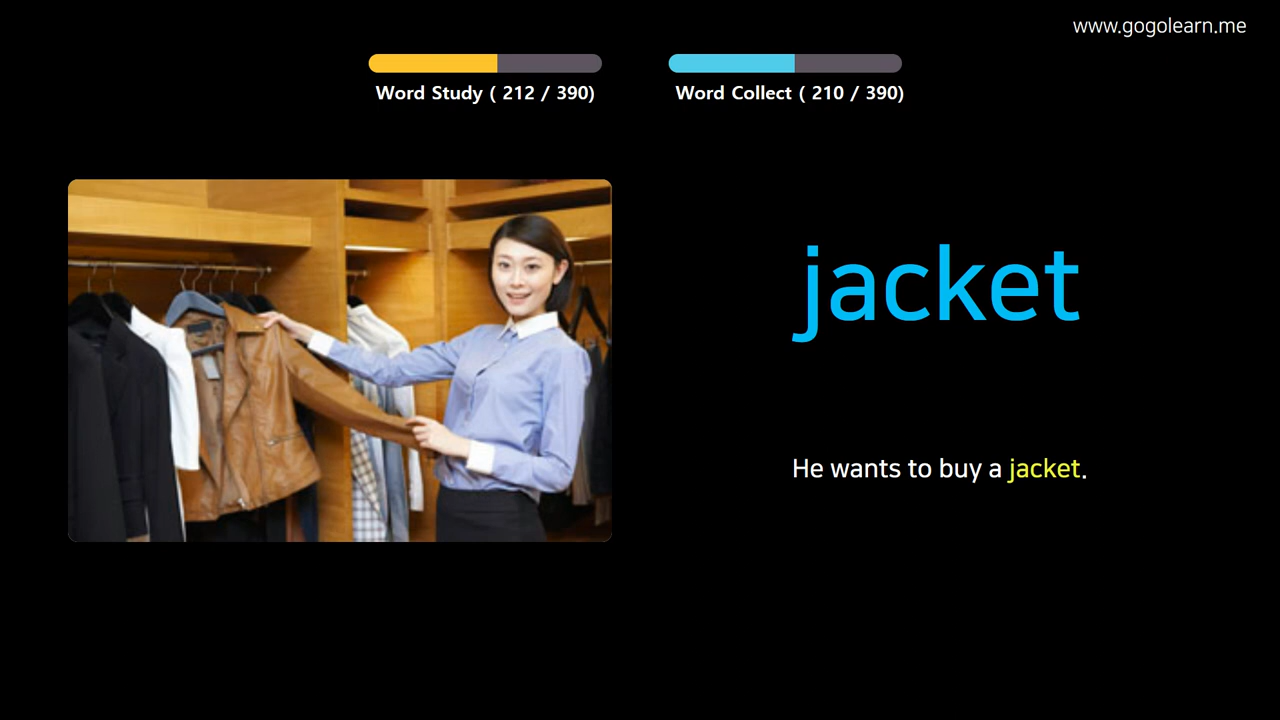 www.gogolearn.me
Word Study ( 212 / 390)
Word Collect ( 210 / 390)
jacket
He wants to buy a jacket.